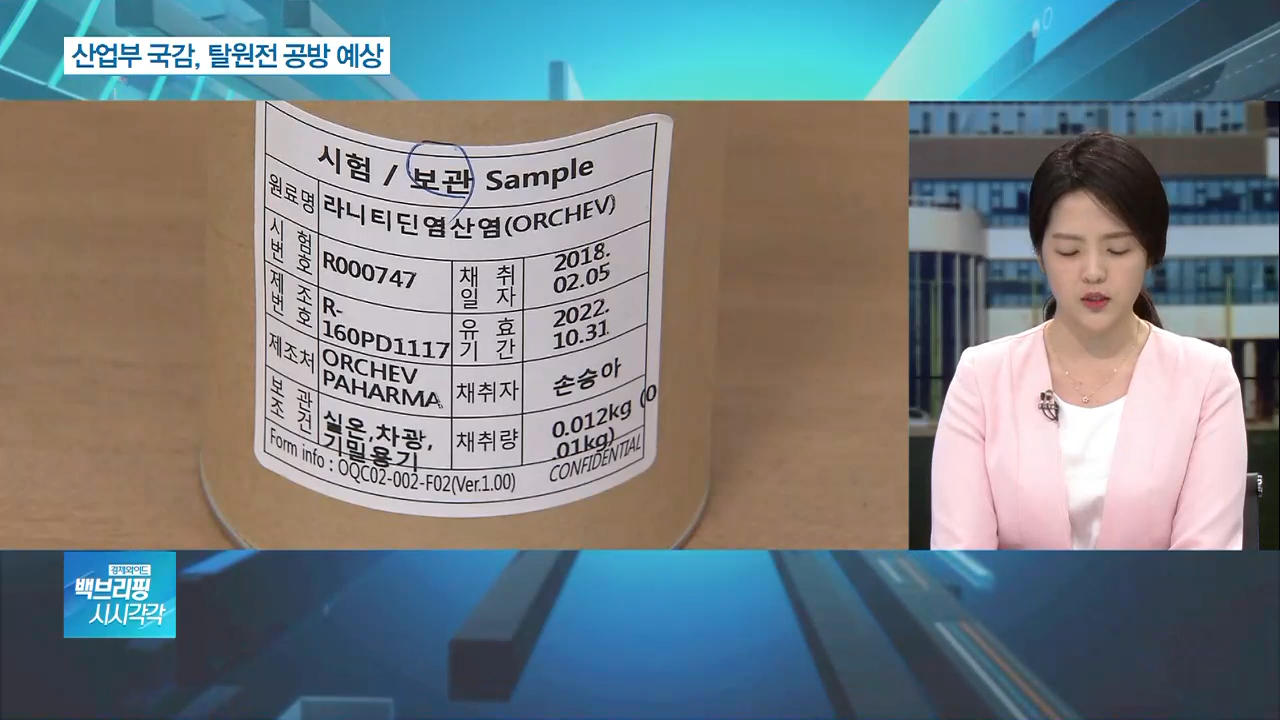 산업부 국감, 탈원전 공방 예상
시험 / 보관 Sample
원료명 라니티딘염산염(ORCHEV)
시험번호 R000747 채취일자 2018.02.05
제조번호 R-160PD1117 유효기간 2022.10.31
제조처 ORCHEV PAHARMA 채취자 손승아
보관조건 실온,차광,기밀용기 채취량 0.012kg (0 01kg)
Form info : OQC02-002-F02(Ver.1.00) CONFIDENTIAL
경제와이드
백브리핑
시시각각